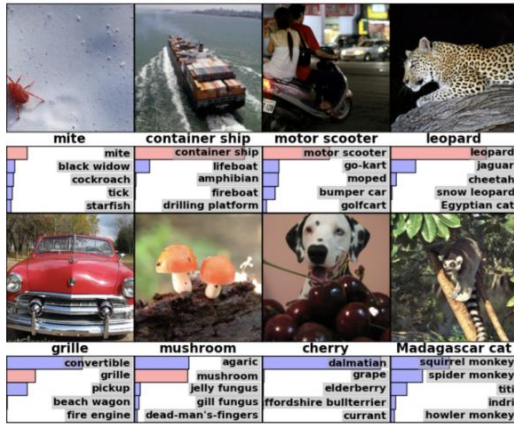 mite
container ship
motor scooter
leopard
mite
black widow
cockroach
tick
starfish
container ship
lifeboat
amphibian
fireboat
drilling platform
motor scooter
go-kart
moped
bumper car
golfcart
leopard
jaguar
cheetah
snow leopard
Egyptian cat
grille
mushroom
cherry
Madagascar cat
convertible
grille
pickup
beach wagon
fire engine
agaric
mushroom
jelly fungus
gill fungus
dead-man's-fingers
dalmatian
grape
elderberry
ffordshire bullterrier
currant
squirrel monkey
spider monkey
titi
indri
howler monkey